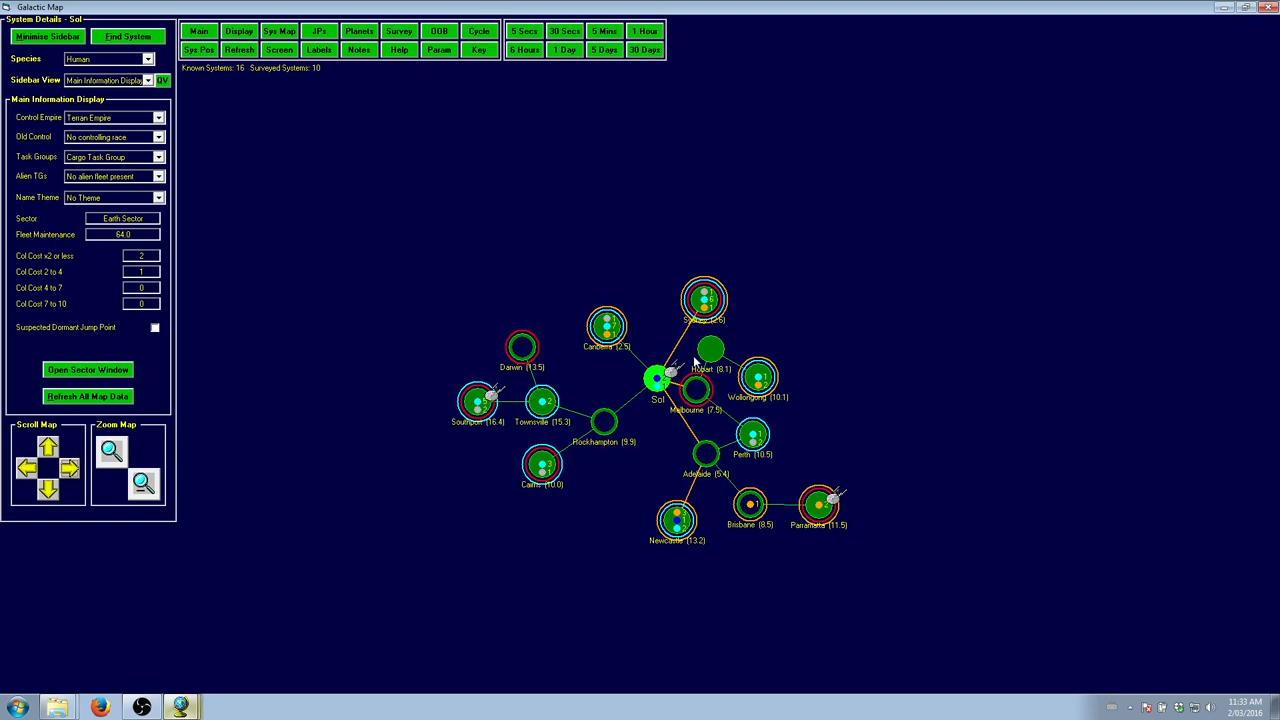 Galactic Map
System Details - Sol
Minimise Sidebar Find System
Species Human
Sidebar View Main Information Display QV
Main Information Display
Control Empire Terran Empire
Old Control No controlling race
Task Groups Cargo Task Group
Alien TGs No alien fleet present
Name Theme No Theme
Sector Earth Sector
Fleet Maintenance 64.0
Col Cost x2 or less 2
Col Cost 2 to 4 1
Col Cost 4 to 7 0
Col Cost 7 to 10 0
Suspected Dormant Jump Point
Open Sector Window
Refresh All Map Data
Scroll Map Zoom Map
Main Display Sys Map JPs Planets Survey OOB Cycle
Sys Pos Refresh Screen Labels Notes Help Param Key
5 Secs 30 Secs 5 Mins 1 Hour
6 Hours 1 Day 5 Days 30 Days
Known Systems: 16 Surveyed Systems: 10
Sydney (2.6)
Canberra (2.5)
Darwin (13.5)
Hobart (8.1)
Wollongong (10.1)
Sol
Melbourne (7.5)
Southport (16.4)
Townsville (15.3)
Rockhampton (9.9)
Perth (10.5)
Adelaide (5.4)
Cairns (10.0)
Brisbane (8.5)
Parramatta (11.5)
Newcastle (13.2)
11:33 AM
2/03/2016